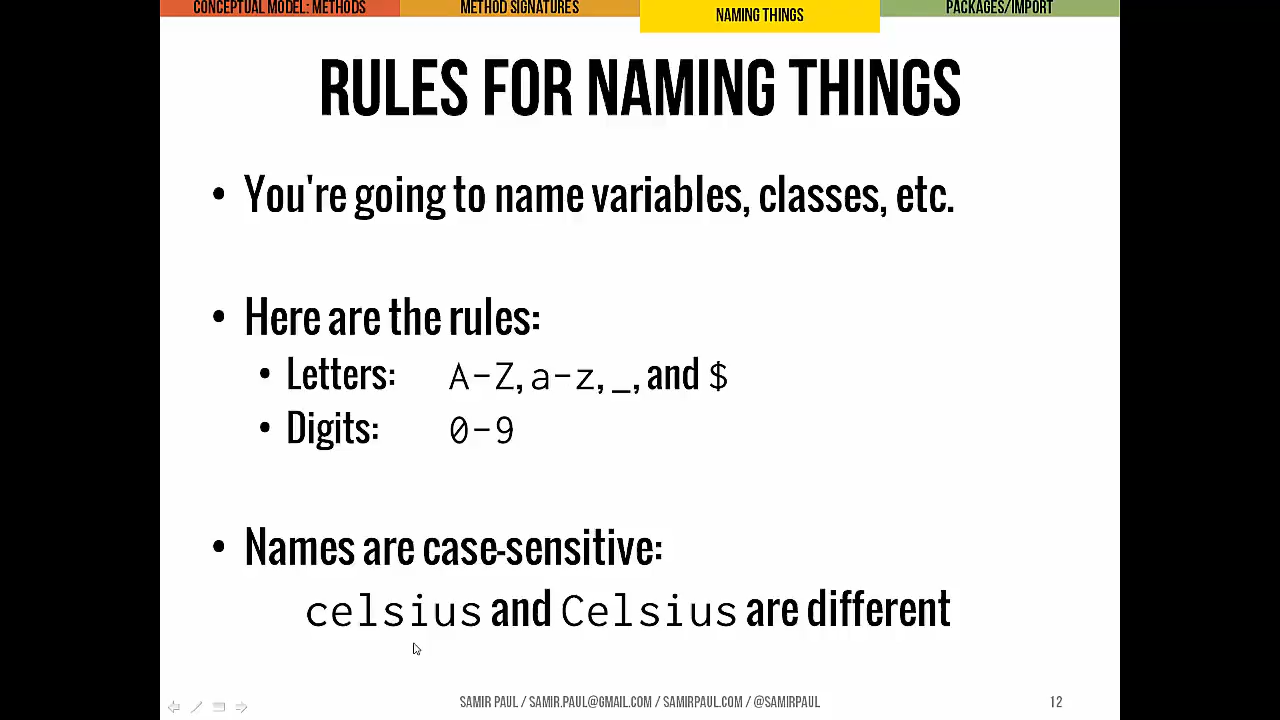 CONCEPTUAL MODEL: METHODS
METHOD SIGNATURES
NAMING THINGS
PACKAGES/IMPORT
RULES FOR NAMING THINGS
• You're going to name variables, classes, etc.
• Here are the rules:
• Letters: A-Z, a-z, _, and $
• Digits: 0-9
• Names are case-sensitive:
celsius and Celsius are different
SAMIR PAUL / SAMIR.PAUL@GMAIL.COM / SAMIRPAUL.COM / @SAMIRPAUL
12